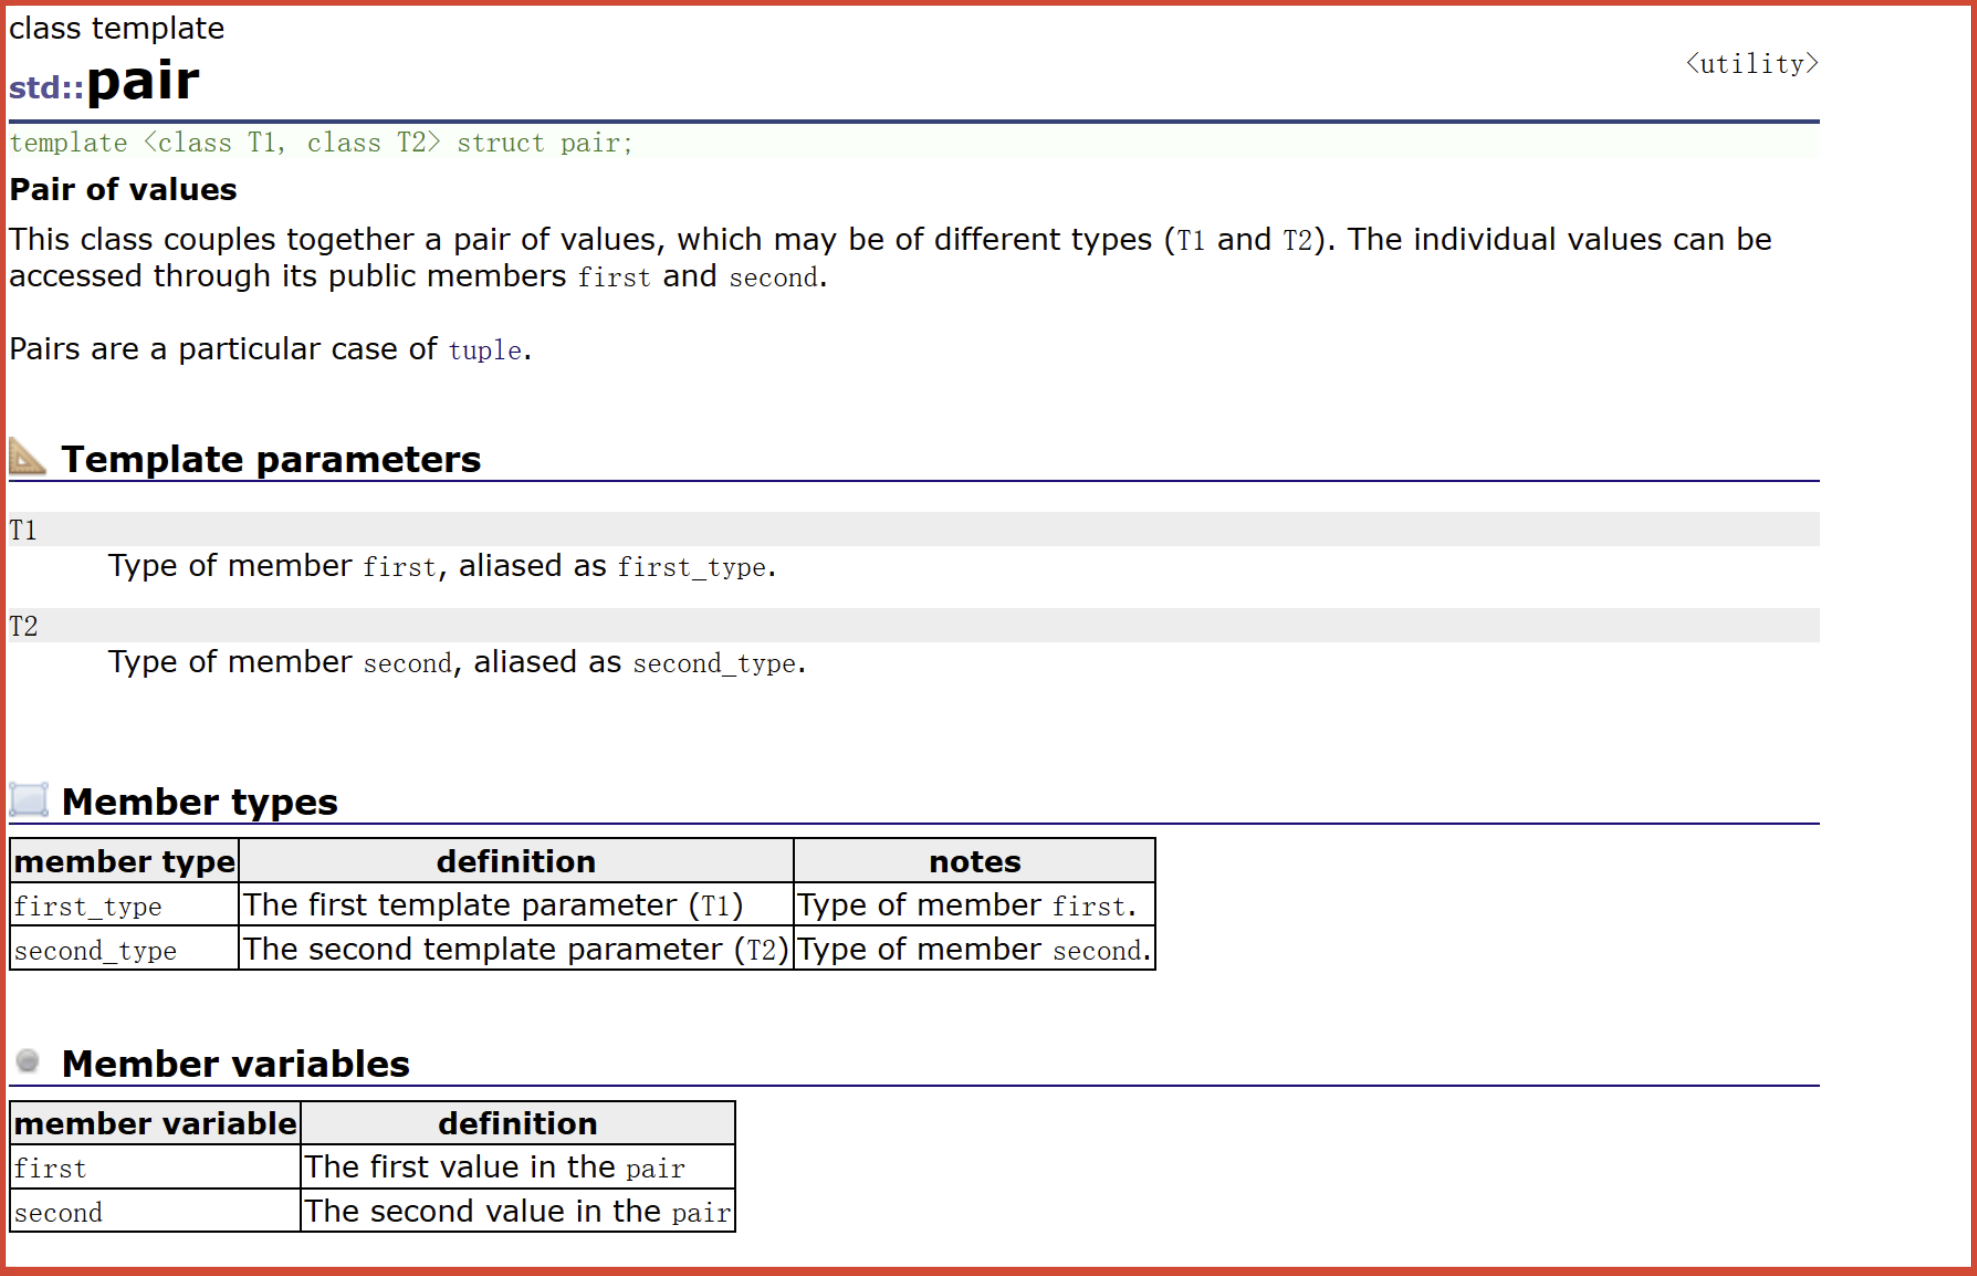 class template
<utility>
std::pair
template <class T1, class T2> struct pair;
Pair of values
This class couples together a pair of values, which may be of different types (T1 and T2). The individual values can be
accessed through its public members first and second.
Pairs are a particular case of tuple.
Template parameters
T1
Type of member first, aliased as first_type.
T2
Type of member second, aliased as second_type.
Member types
member type definition notes
first_type The first template parameter (T1) Type of member first.
second_type The second template parameter (T2) Type of member second.
Member variables
member variable definition
first The first value in the pair
second The second value in the pair